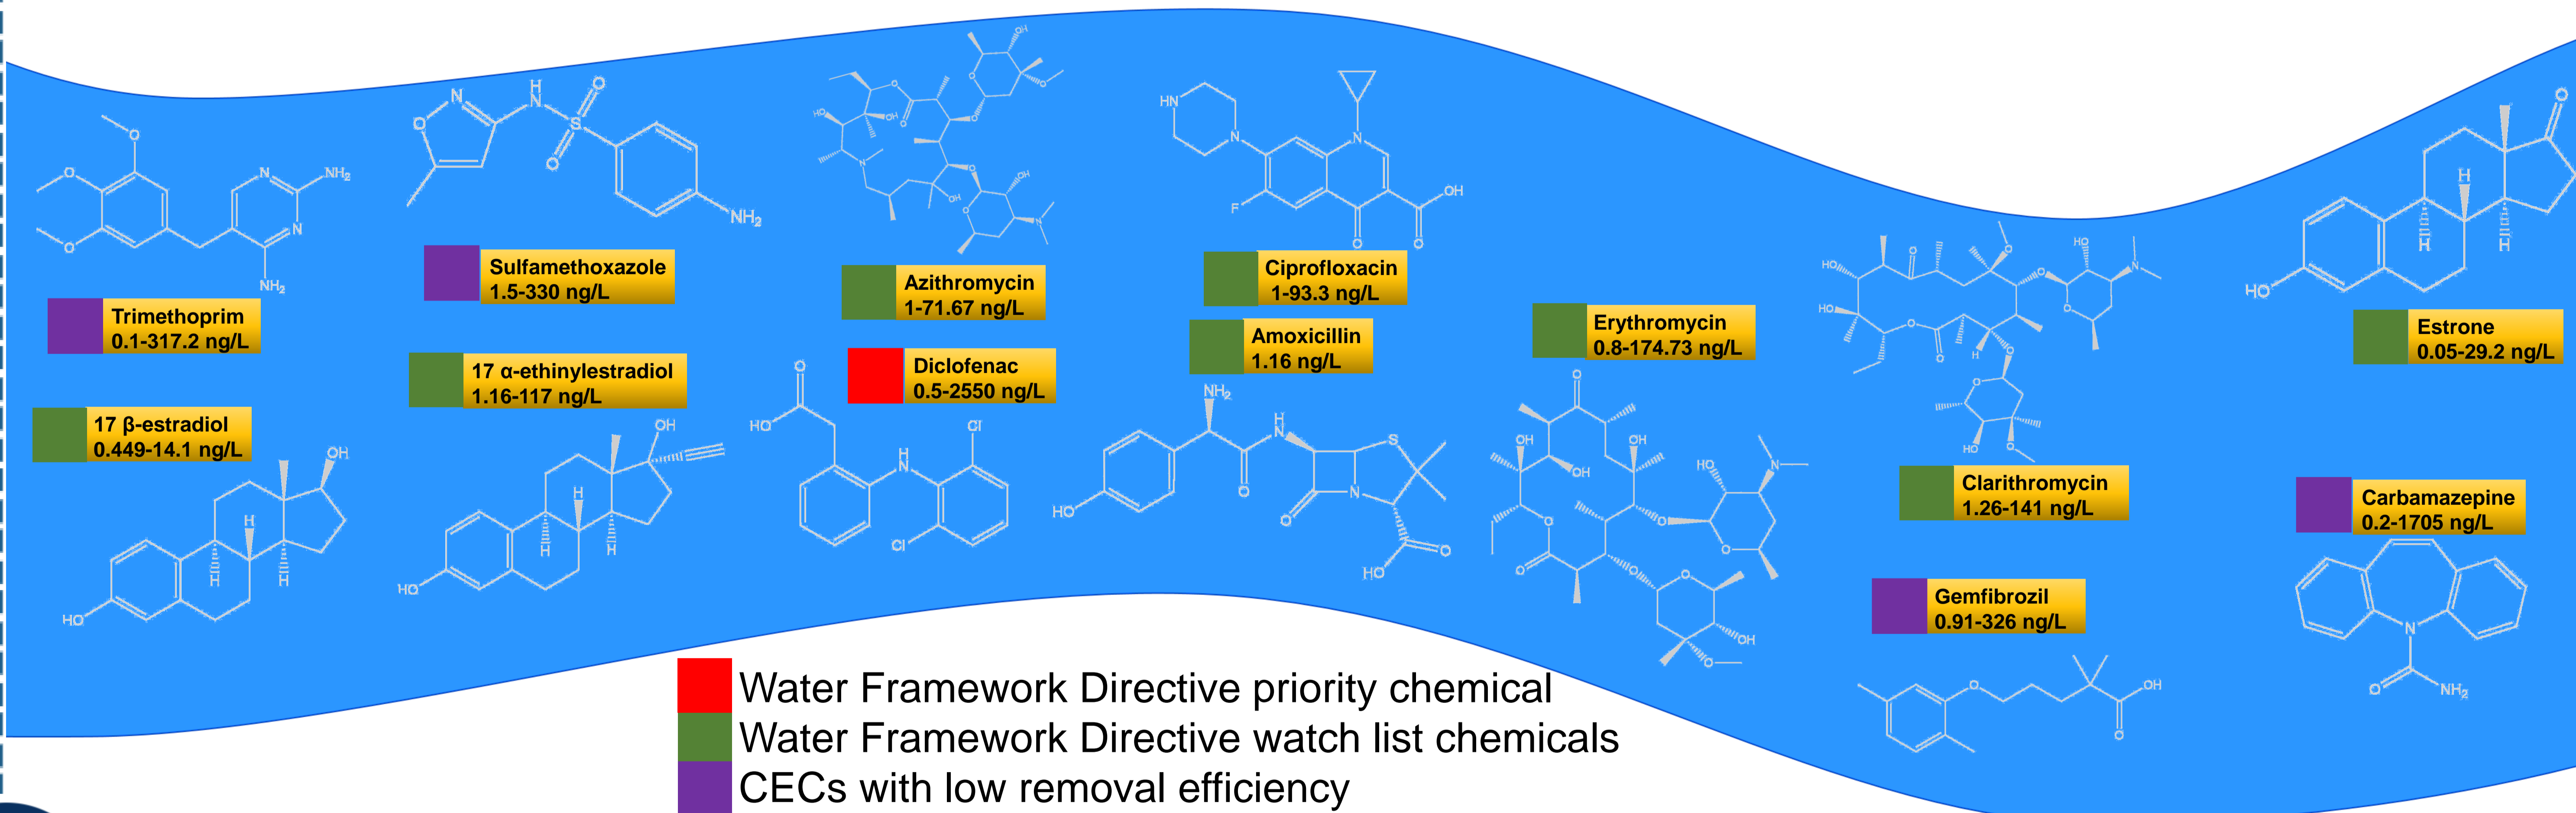 Trimethoprim
0.1-317.2 ng/L
17 β-estradiol
0.449-14.1 ng/L
Sulfamethoxazole
1.5-330 ng/L
17 α-ethinylestradiol
1.16-117 ng/L
Azithromycin
1-71.67 ng/L
Diclofenac
0.5-2550 ng/L
Ciprofloxacin
1-93.3 ng/L
Amoxicillin
1.16 ng/L
Erythromycin
0.8-174.73 ng/L
Clarithromycin
1.26-141 ng/L
Gemfibrozil
0.91-326 ng/L
Estrone
0.05-29.2 ng/L
Carbamazepine
0.2-1705 ng/L
Water Framework Directive priority chemical
Water Framework Directive watch list chemicals
CECs with low removal efficiency